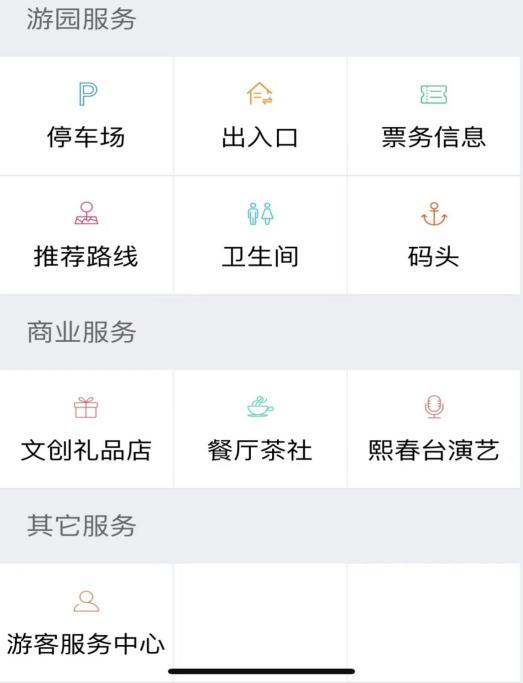 游园服务
停车场
出入口
票务信息
推荐路线
卫生间
码头
商业服务
文创礼品店
餐厅茶社
熙春台演艺
其它服务
游客服务中心